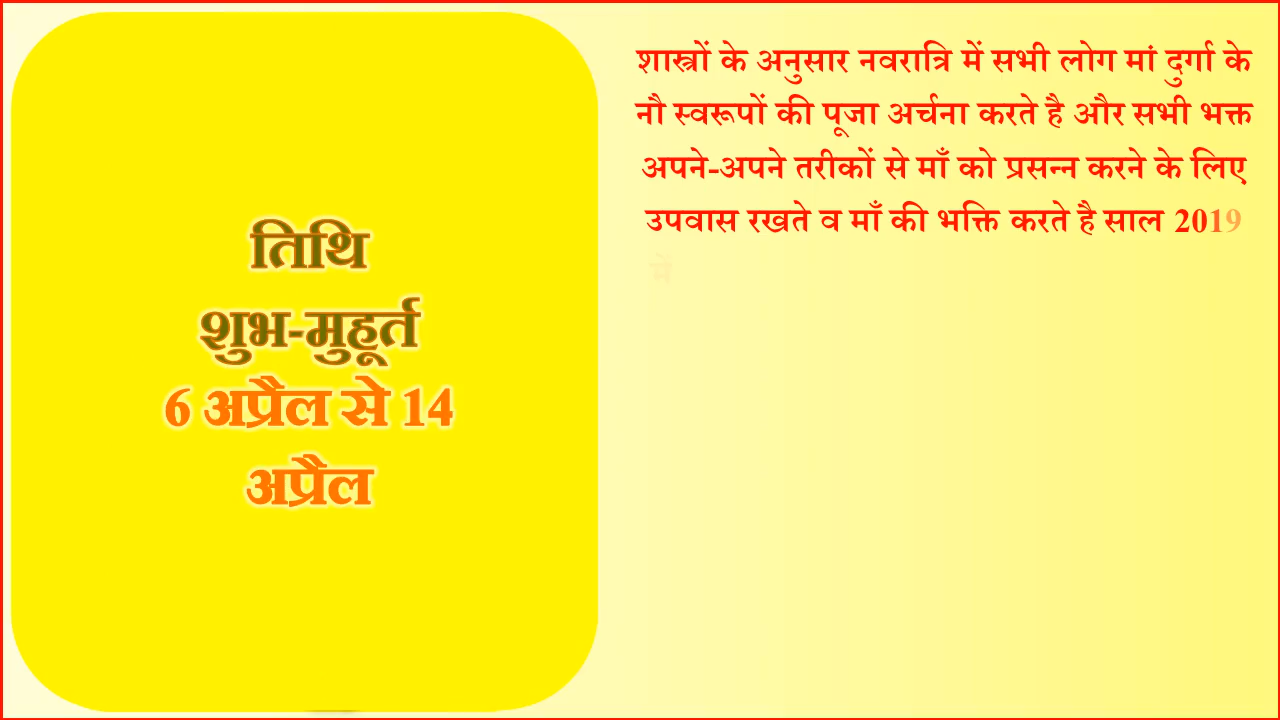 तिथि
शुभ-मुहूर्त
6 अप्रैल से 14
अप्रैल
शास्त्रों के अनुसार नवरात्रि में सभी लोग मां दुर्गा के
नौ स्वरूपों की पूजा अर्चना करते है और सभी भक्त
अपने-अपने तरीकों से माँ को प्रसन्न करने के लिए
उपवास रखते व माँ की भक्ति करते है साल 2019
में